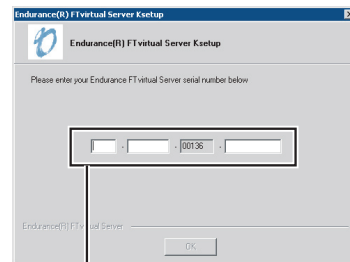 Endurance(R) FTvirtual Server Ksetup
Endurance(R) FTvirtual Server Ksetup
Please enter your Endurance FTvirtual Server serial number below
- - 00136 -
Endurance(R) FTvirtual Server
OK